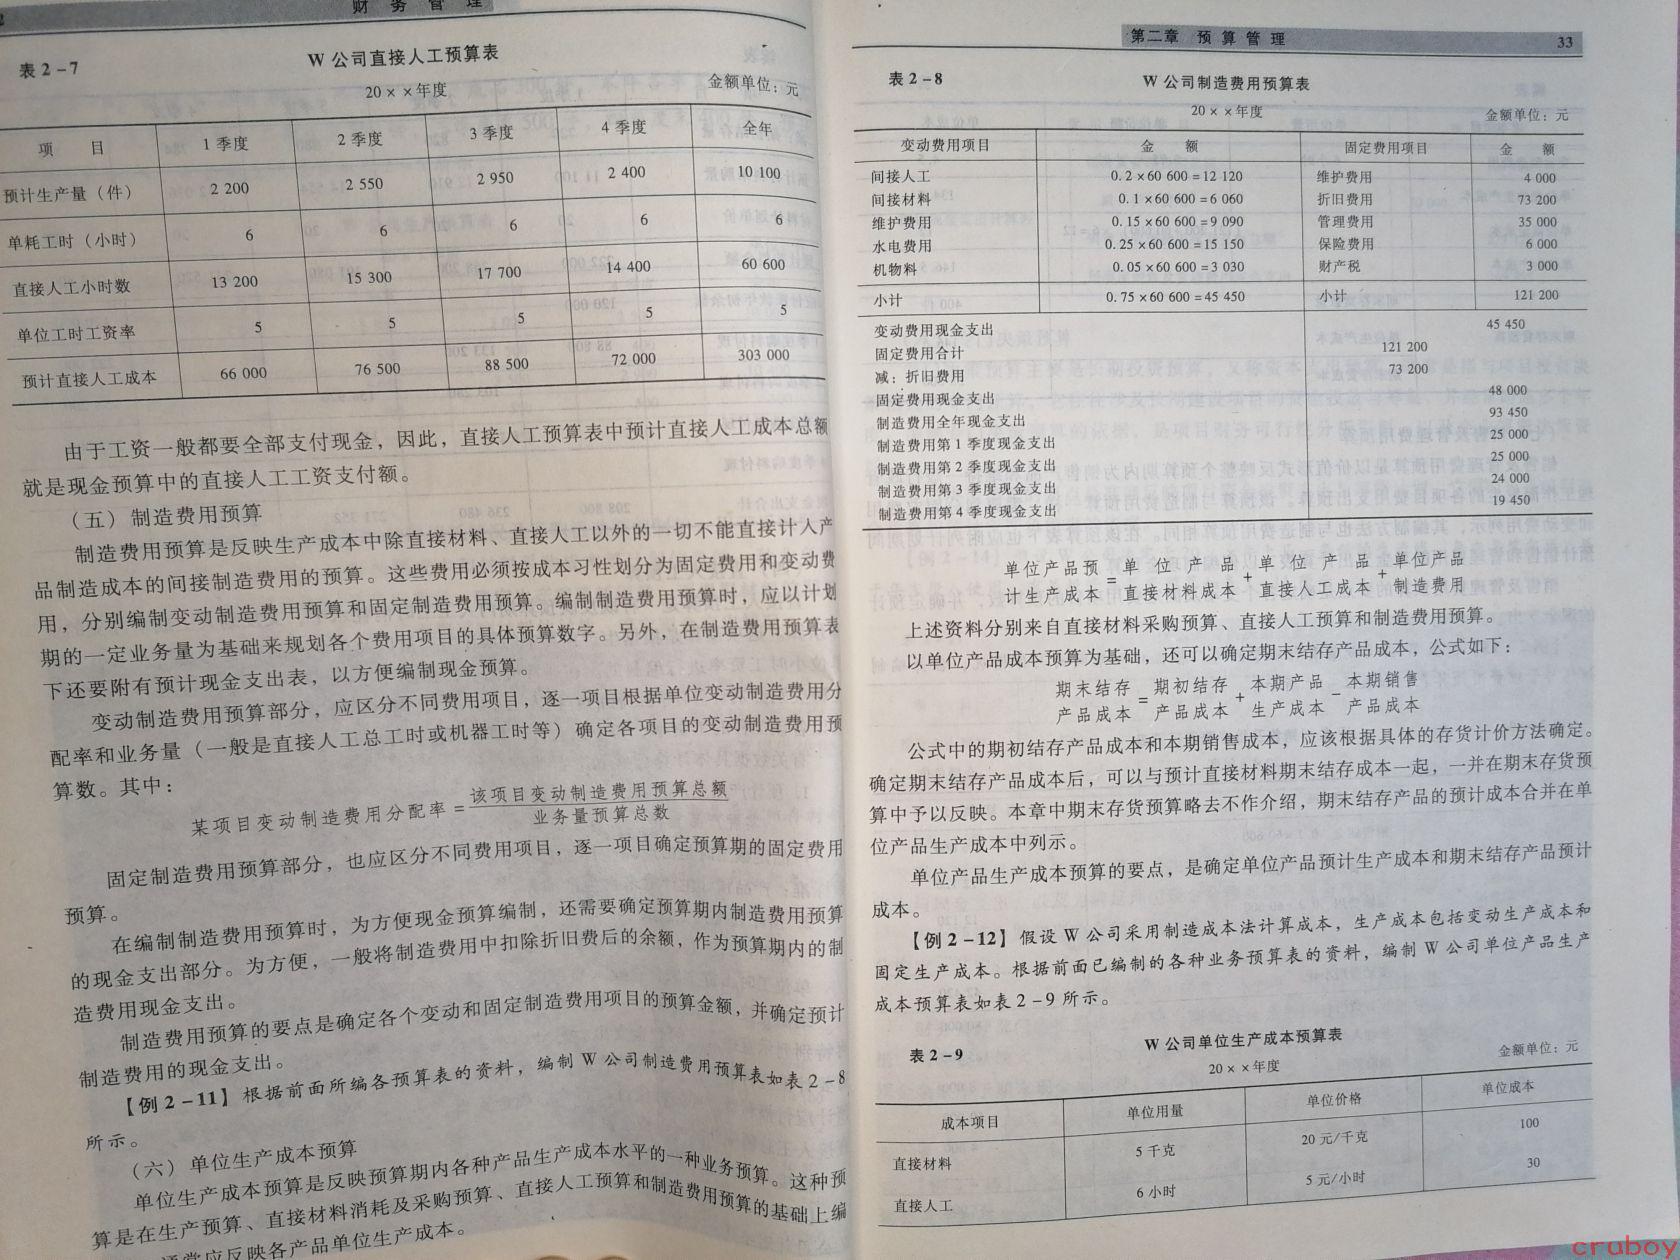 财 务 管 理
表 2-7
W 公司直接人工预算表
20××年度
金额单位：元
项 目 1 季度 2 季度 3 季度 4 季度 全年
预计生产量（件） 2 200 2 550 2 950 2 400 10 100
单耗工时（小时） 6 6 6 6 6
直接人工小时数 13 200 15 300 17 700 14 400 60 600
单位工时工资率 5 5 5 5 5
预计直接人工成本 66 000 76 500 88 500 72 000 303 000
由于工资一般都要全部支付现金，因此，直接人工预算表中预计直接人工成本总额
就是现金预算中的直接人工工资支付额。
（五）制造费用预算
制造费用预算是反映生产成本中除直接材料、直接人工以外的一切不能直接计入产
品制造成本的间接制造费用的预算。这些费用必须按成本习性划分为固定费用和变动费
用，分别编制变动制造费用预算和固定制造费用预算。编制制造费用预算时，应以计划
期的一定业务量为基础来规划各个费用项目的具体预算数字。另外，在制造费用预算表
下还要附有预计现金支出表，以方便编制现金预算。
变动制造费用预算部分，应区分不同费用项目，逐一项目根据单位变动制造费用分
配率和业务量（一般是直接人工总工时或机器工时等）确定各项目的变动制造费用预
算数。其中：
某项目变动制造费用分配率 = 该项目变动制造费用预算总额
业务量预算总数
固定制造费用预算部分，也应区分不同费用项目，逐一项目确定预算期的固定费用
预算。
在编制制造费用预算时，为方便现金预算编制，还需要确定预算期内制造费用预算
的现金支出部分。为方便，一般将制造费用中扣除折旧费后的余额，作为预算期内的制
造费用现金支出。
制造费用预算的要点是确定各个变动和固定制造费用项目的预算金额，并确定预计
制造费用的现金支出。
【例 2-11】根据前面所编各预算表的资料，编制 W 公司制造费用预算表如表 2-8
所示。
（六）单位生产成本预算
单位生产成本预算是反映预算期内各种产品生产成本水平的一种业务预算。这种预
算是在生产预算、直接材料消耗及采购预算、直接人工预算和制造费用预算的基础上编
通常应反映各产品单位生产成本。
第二章 预 算 管 理 33
表 2-8
W 公司制造费用预算表
20××年度
金额单位：元
变动费用项目 金 额 固定费用项目 金 额
间接人工 0.2×60 600=12 120 维护费用 4 000
间接材料 0.1×60 600=6 060 折旧费用 73 200
维护费用 0.15×60 600=9 090 管理费用 35 000
水电费用 0.25×60 600=15 150 保险费用 6 000
机物料 0.05×60 600=3 030 财产税 3 000
小计 0.75×60 600=45 450 小计 121 200
变动费用现金支出 45 450
固定费用合计 121 200
减：折旧费用 73 200
固定费用现金支出 48 000
制造费用全年现金支出 93 450
制造费用第 1 季度现金支出 25 000
制造费用第 2 季度现金支出 25 000
制造费用第 3 季度现金支出 24 000
制造费用第 4 季度现金支出 19 450
单位产品预 = 单 位 产 品 + 单 位 产 品 + 单位产品
计生产成本 直接材料成本 直接人工成本 制造费用
上述资料分别来自直接材料采购预算、直接人工预算和制造费用预算。
以单位产品成本预算为基础，还可以确定期末结存产品成本，公式如下：
期末结存 = 期初结存 + 本期产品 - 本期销售
产品成本 产品成本 生产成本 产品成本
公式中的期初结存产品成本和本期销售成本，应该根据具体的存货计价方法确定。
确定期末结存产品成本后，可以与预计直接材料期末结存成本一起，一并在期末存货预
算中予以反映。本章中期末存货预算略去不作介绍，期末结存产品的预计成本合并在单
位产品生产成本中列示。
单位产品生产成本预算的要点，是确定单位产品预计生产成本和期末结存产品预计
成本。
【例 2-12】假设 W 公司采用制造成本法计算成本，生产成本包括变动生产成本和
固定生产成本。根据前面已编制的各种业务预算表的资料，编制 W 公司单位产品生产
成本预算表如表 2-9 所示。
表 2-9
W 公司单位生产成本预算表
20××年度
金额单位：元
成本项目 单位用量 单位价格 单位成本
直接材料 5 千克 20 元/千克 100
直接人工 6 小时 5 元/小时 30
cruboy